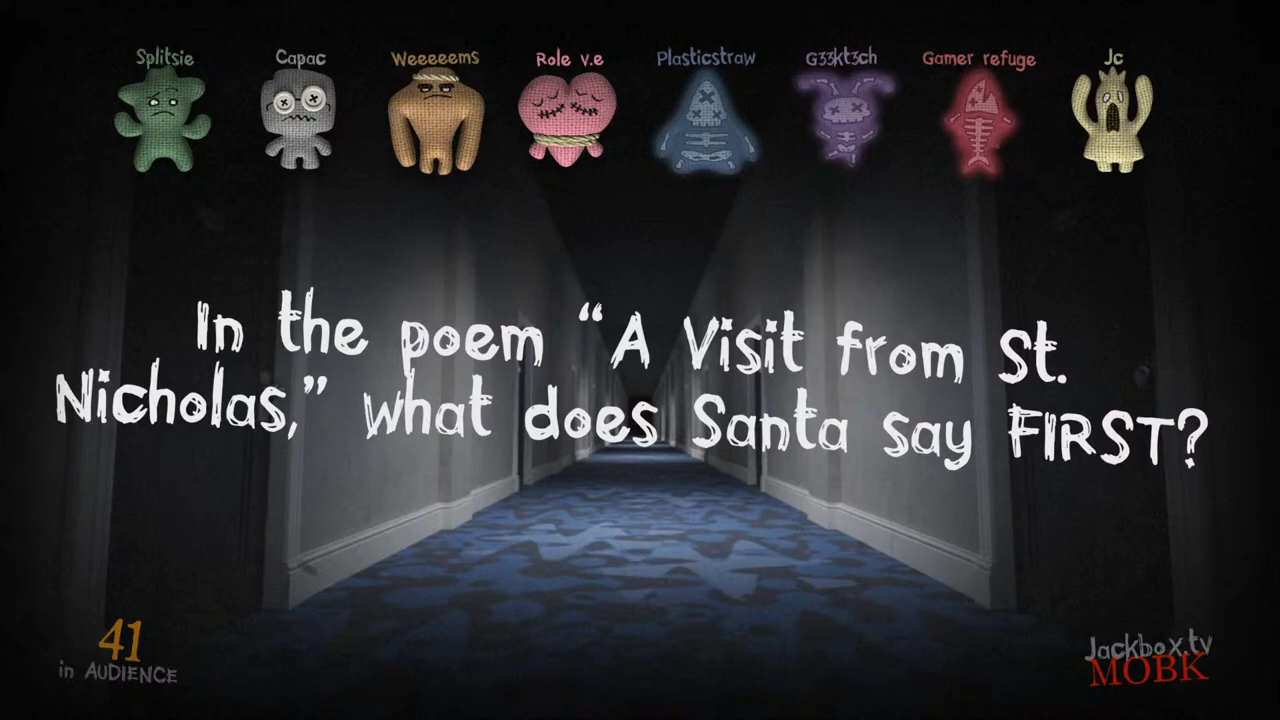 Splitsie
Capac
Weeeeems
Role v.e
Plasticstraw
G33kt3ch
Gamer refuge
Jc
In the poem “A Visit from St.
Nicholas,” what does Santa say FIRST?
41
in AUDIENCE
Jackbox.tv
MOBK